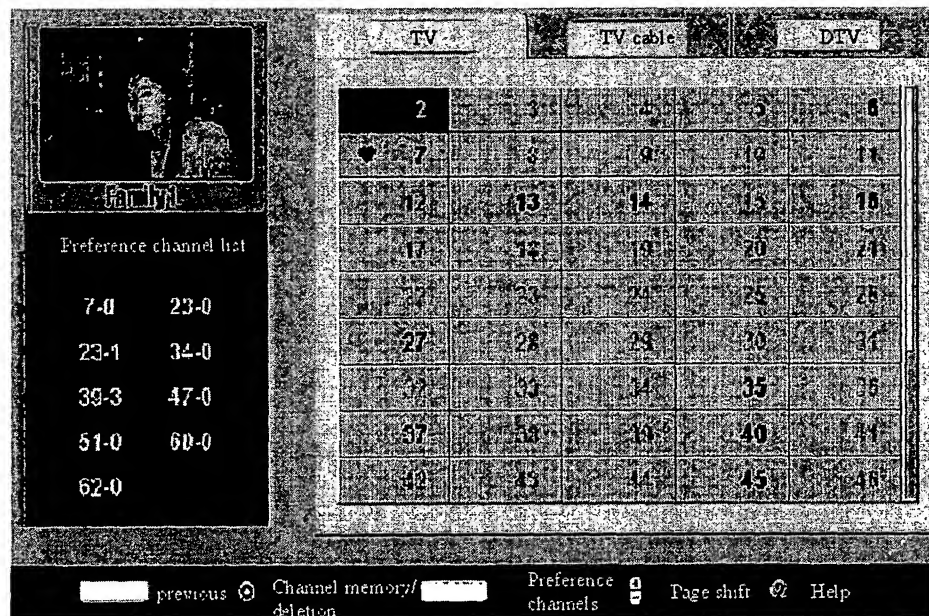 TV TV cable DTV
2 3 4 5 6
7 8 9 10 11
Family1
12 13 14 15 16
Preference channel list
17 18 19 20 21
7-0 23-0
22 23 24 25 26
23-1 34-0
27 28 29 30 31
39-3 47-0
32 33 34 35 36
51-0 60-0
37 38 39 40 41
62-0
42 43 44 45 46
previous Channel memory/ deletion
Preference channels
Page shift Help